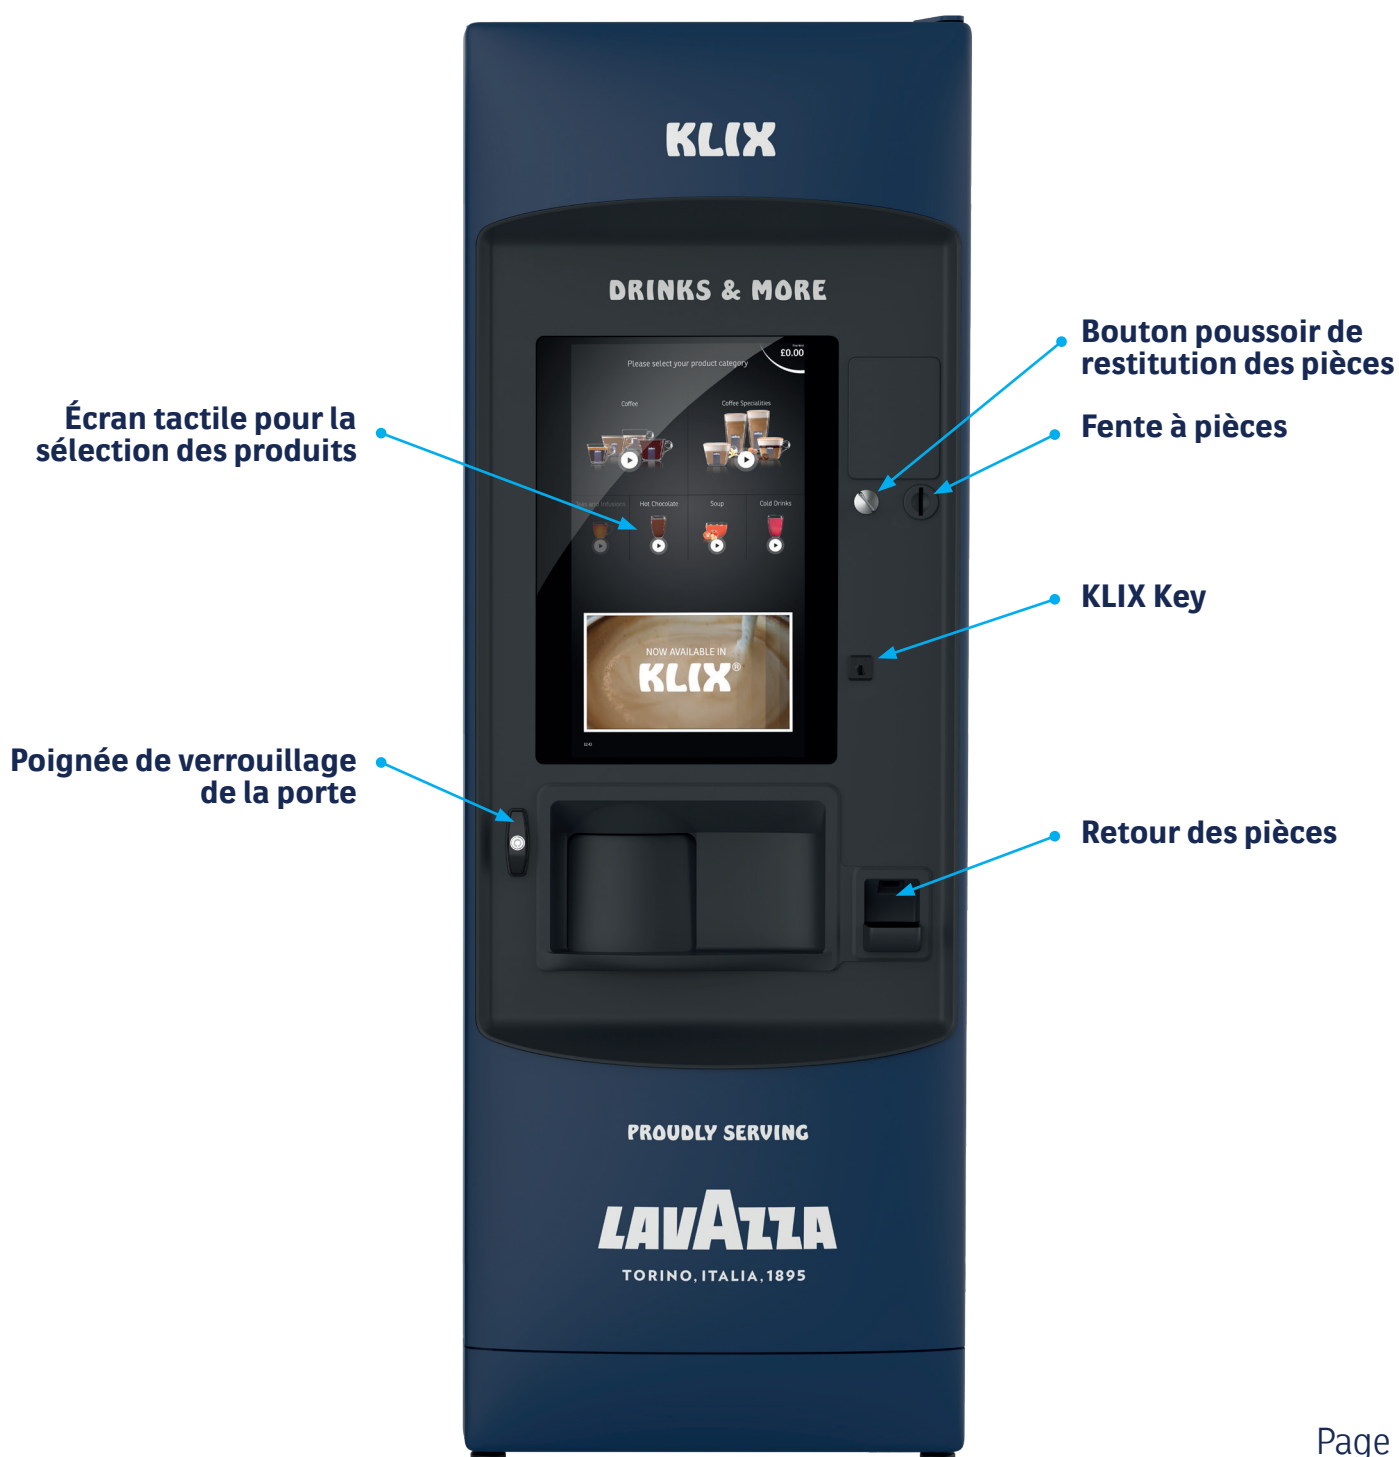 KLIX
DRINKS & MORE
£0.00
Please select your product category
Coffee
Coffee Specialities
Hot Chocolate
Soup
Cold Drinks
NOW AVAILABLE IN
KLIX®
Écran tactile pour la
sélection des produits
Poignée de verrouillage
de la porte
Bouton poussoir de
restitution des pièces
Fente à pièces
KLIX Key
Retour des pièces
PROUDLY SERVING
LAVAZZA
TORINO, ITALIA, 1895
Page